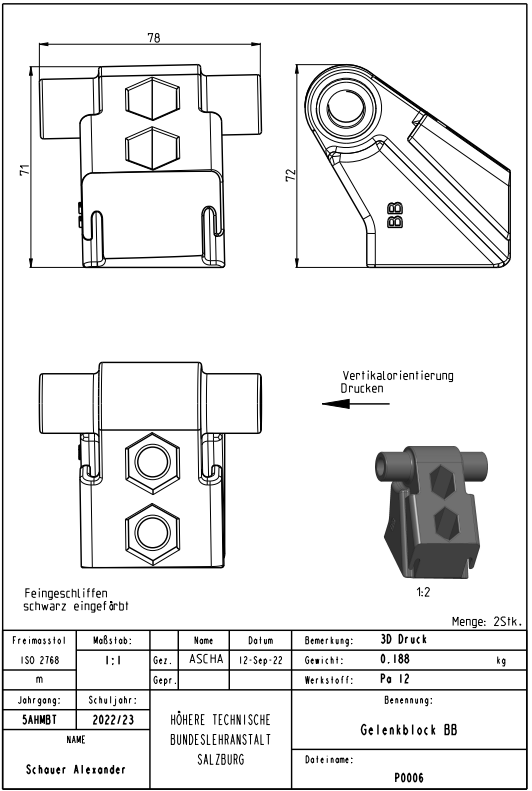 78
71
72
BB
Vertikalorientierung
Drucken
1:2
Feingeschliffen
schwarz eingefärbt
Menge: 2Stk.
Freimasstol Maßstab: Name Datum Bemerkung: 3D Druck
ISO 2768 1:1 Gez. ASCHA 12-Sep-22 Gewicht: 0.188 kg
m Gepr. Werkstoff: Pa 12
Jahrgang: Schuljahr: Benennung:
5AHMBT 2022/23 HÖHERE TECHNISCHE Gelenkblock BB
NAME BUNDESLEHRANSTALT
SALZBURG Dateiname:
Schauer Alexander P0006